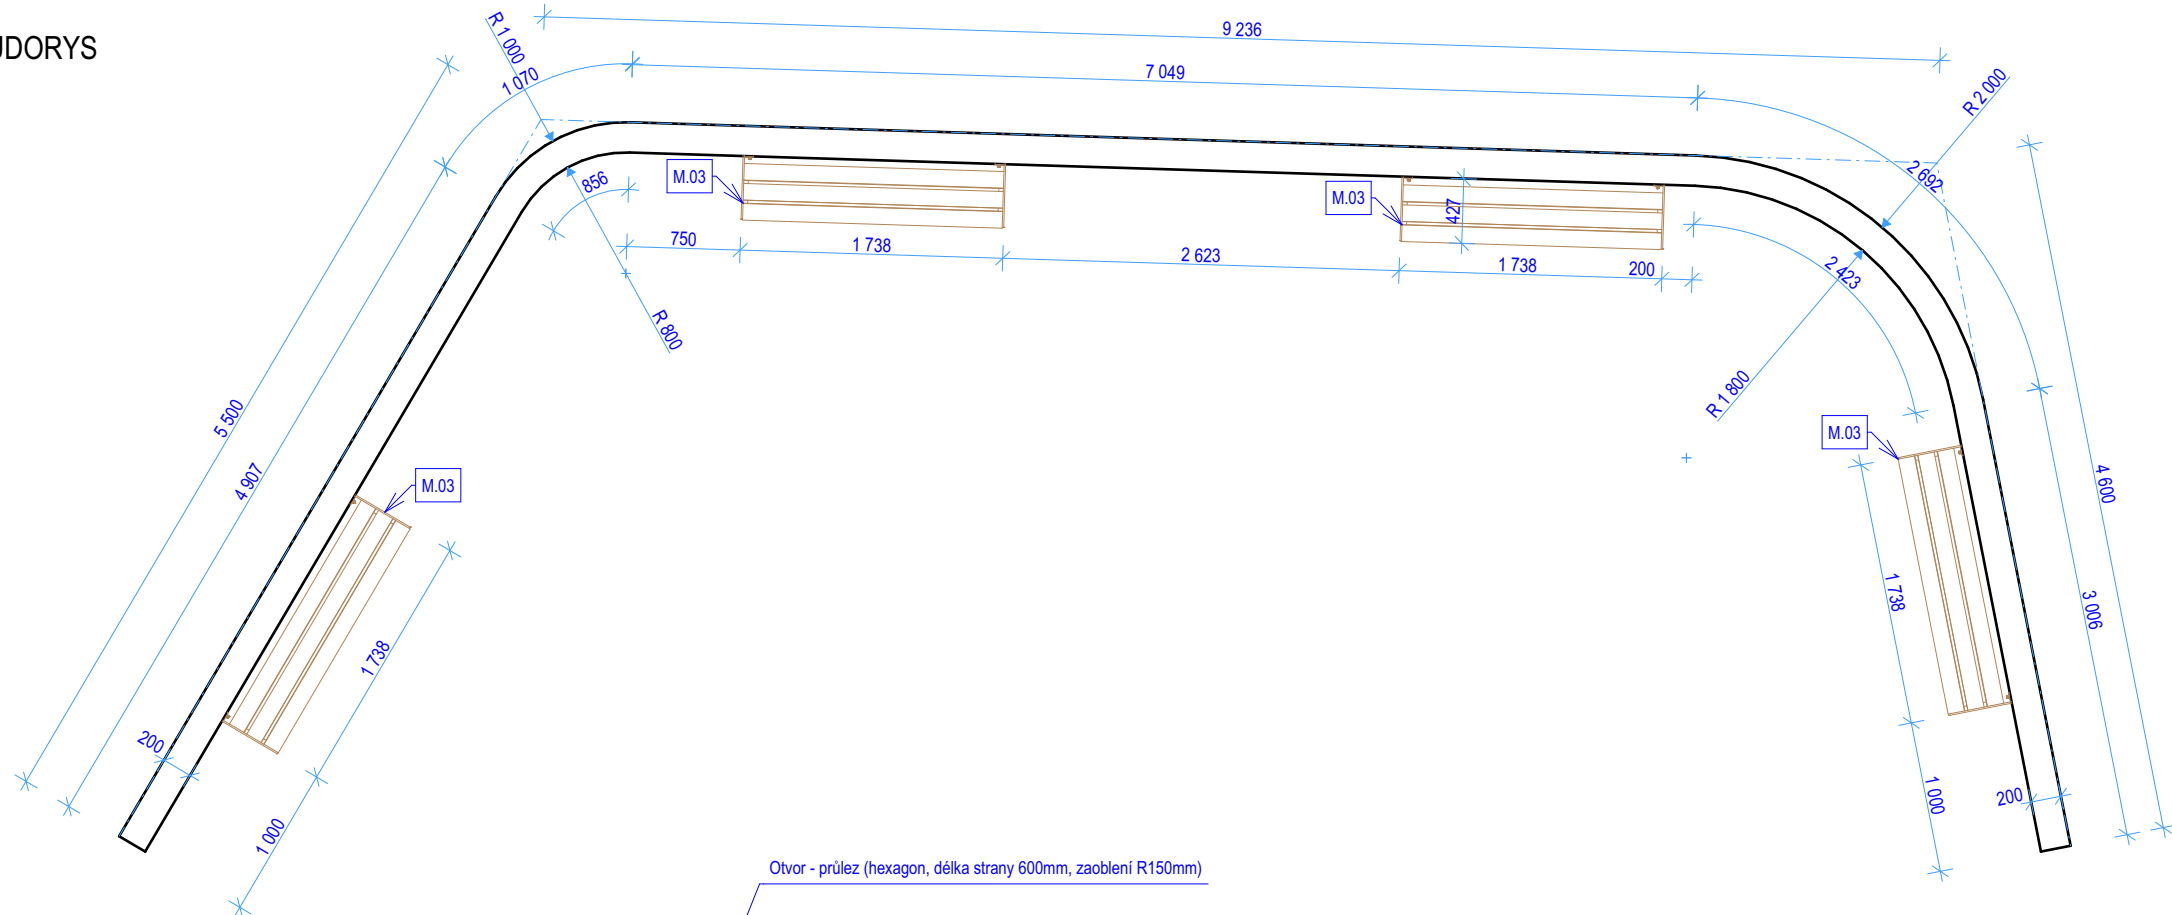 UDORYS
R 1 000
9 236
1 070
7 049
R 2 000
2 692
M.03
856
M.03
427
750
1 738
2 623
1 738
200
2 423
R 800
R 1 800
5 500
4 907
M.03
M.03
4 600
1 738
1 738
3 006
200
1 000
1 000
200
Otvor - průlez (hexagon, délka strany 600mm, zaoblení R150mm)